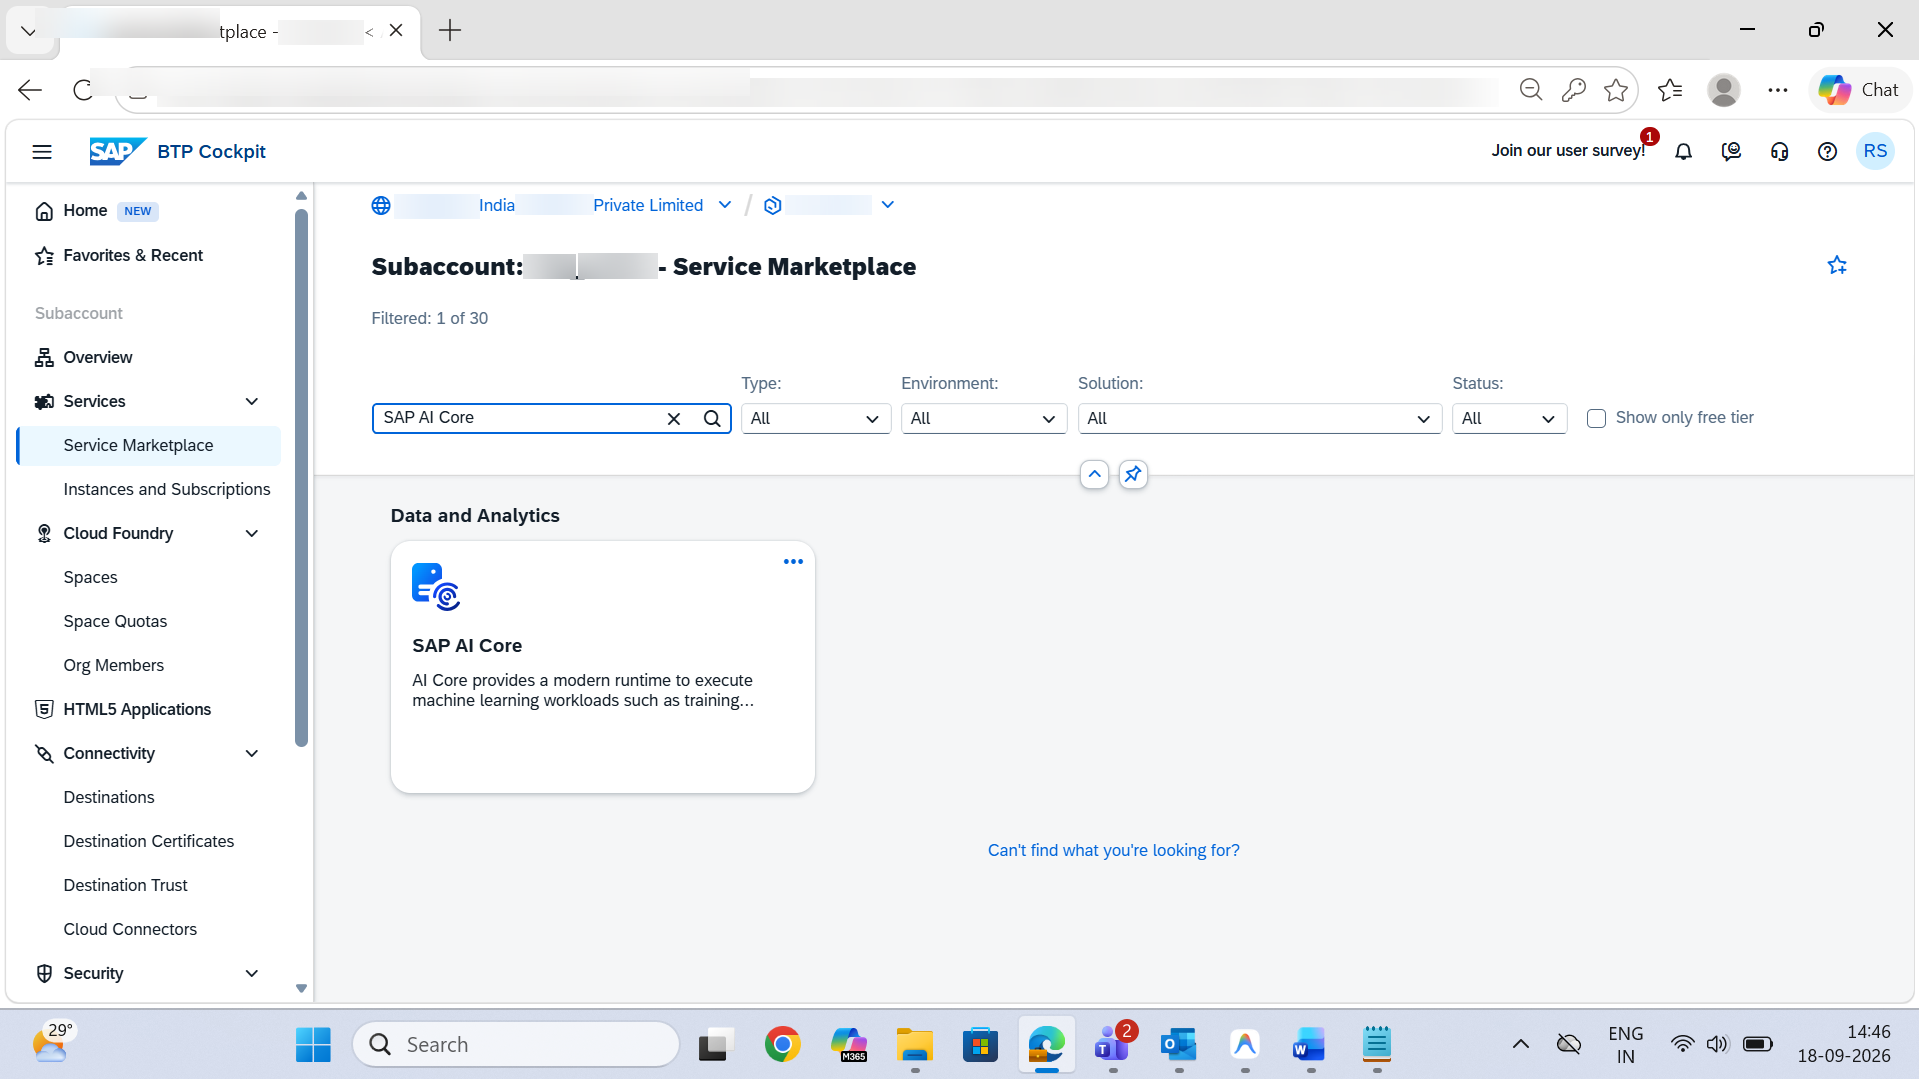 tplace - <
Chat
SAP BTP Cockpit
Join our user survey!
1
RS
Home NEW
Favorites & Recent
Subaccount
Overview
Services
Service Marketplace
Instances and Subscriptions
Cloud Foundry
Spaces
Space Quotas
Org Members
HTML5 Applications
Connectivity
Destinations
Destination Certificates
Destination Trust
Cloud Connectors
Security
India Private Limited /
Subaccount: - Service Marketplace
Filtered: 1 of 30
Type: Environment: Solution: Status:
SAP AI Core All All All All Show only free tier
Data and Analytics
SAP AI Core
AI Core provides a modern runtime to execute
machine learning workloads such as training...
Can't find what you're looking for?
29°
Search
M365
2
ENG
IN
14:46
18-09-2026